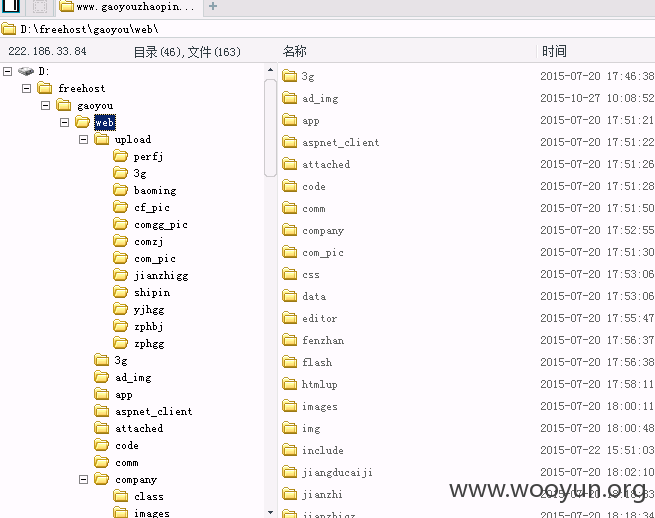 www.gaoyouzhaopin...
D:\freehost\gaoyou\web\
222.186.33.84 目录(46),文件(163) 名称 时间
D:
freehost
gaoyou
web
upload
perfj
3g
baoming
cf_pic
comgg_pic
comzj
com_pic
jianzhigg
shipin
yjhgg
zphbj
zphgg
3g
ad_img
app
aspnet_client
attached
code
comm
company
class
images
3g 2015-07-20 17:46:38
ad_img 2015-10-27 10:08:52
app 2015-07-20 17:51:21
aspnet_client 2015-07-20 17:51:22
attached 2015-07-20 17:51:26
code 2015-07-20 17:51:28
comm 2015-07-20 17:51:50
company 2015-07-20 17:52:55
com_pic 2015-07-20 17:51:30
css 2015-07-20 17:53:06
data 2015-07-20 17:53:06
editor 2015-07-20 17:55:47
fenzhan 2015-07-20 17:56:37
flash 2015-07-20 17:56:38
htmlup 2015-07-20 17:58:11
images 2015-07-20 18:00:11
img 2015-07-20 18:00:48
include 2015-07-22 15:51:03
jiangducaiji 2015-07-20 18:02:10
jianzhi
jianzhigz 2015-07-20 18:18:34
www.wooyun.org